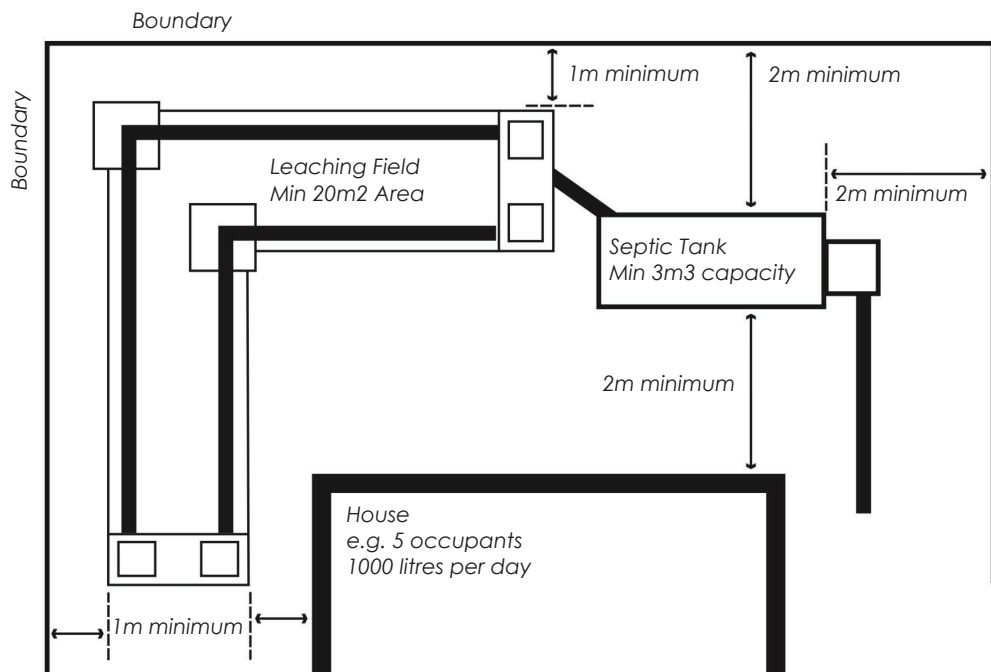 Boundary
Boundary
1m minimum
2m minimum
Leaching Field
Min 20m2 Area
2m minimum
Septic Tank
Min 3m3 capacity
2m minimum
House
e.g. 5 occupants
1000 litres per day
1m minimum